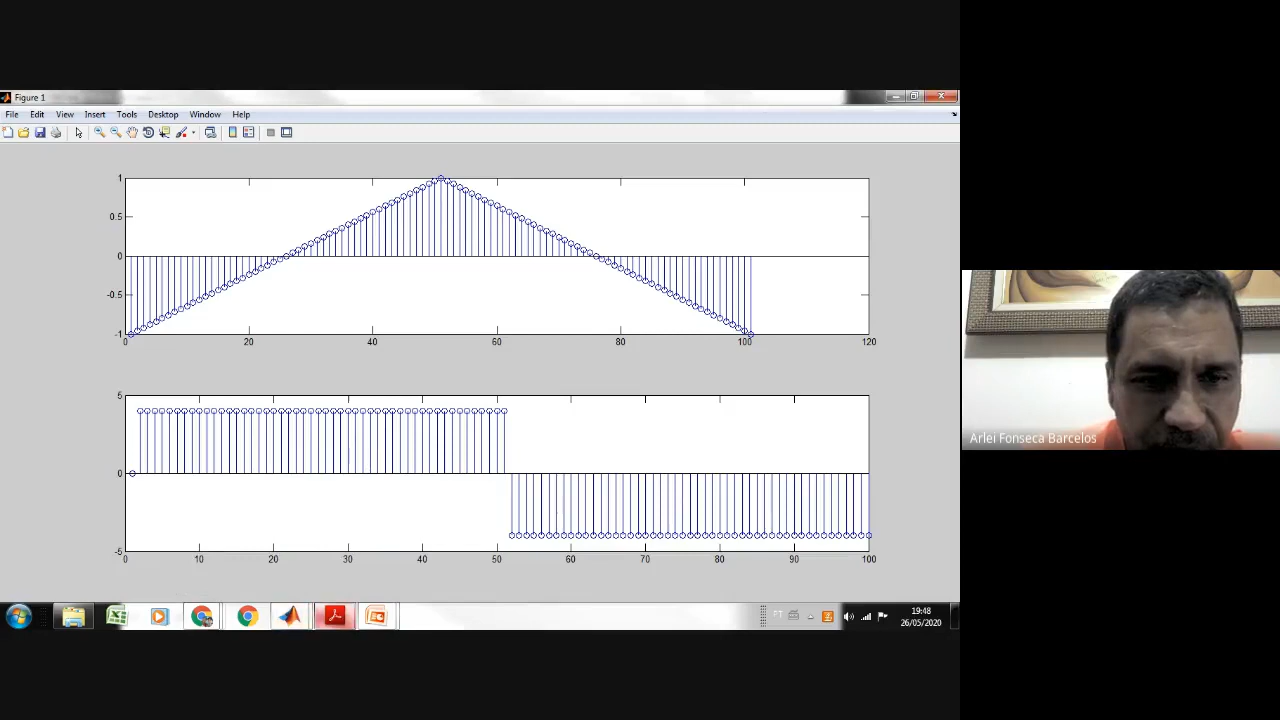 Figure 1
File Edit View Insert Tools Desktop Window Help
1
0.5
0
-0.5
-1
0 20 40 60 80 100 120
5
0
-5
0 10 20 30 40 50 60 70 80 90 100
Arlei Fonseca Barcelos
PT
19:48
26/05/2020